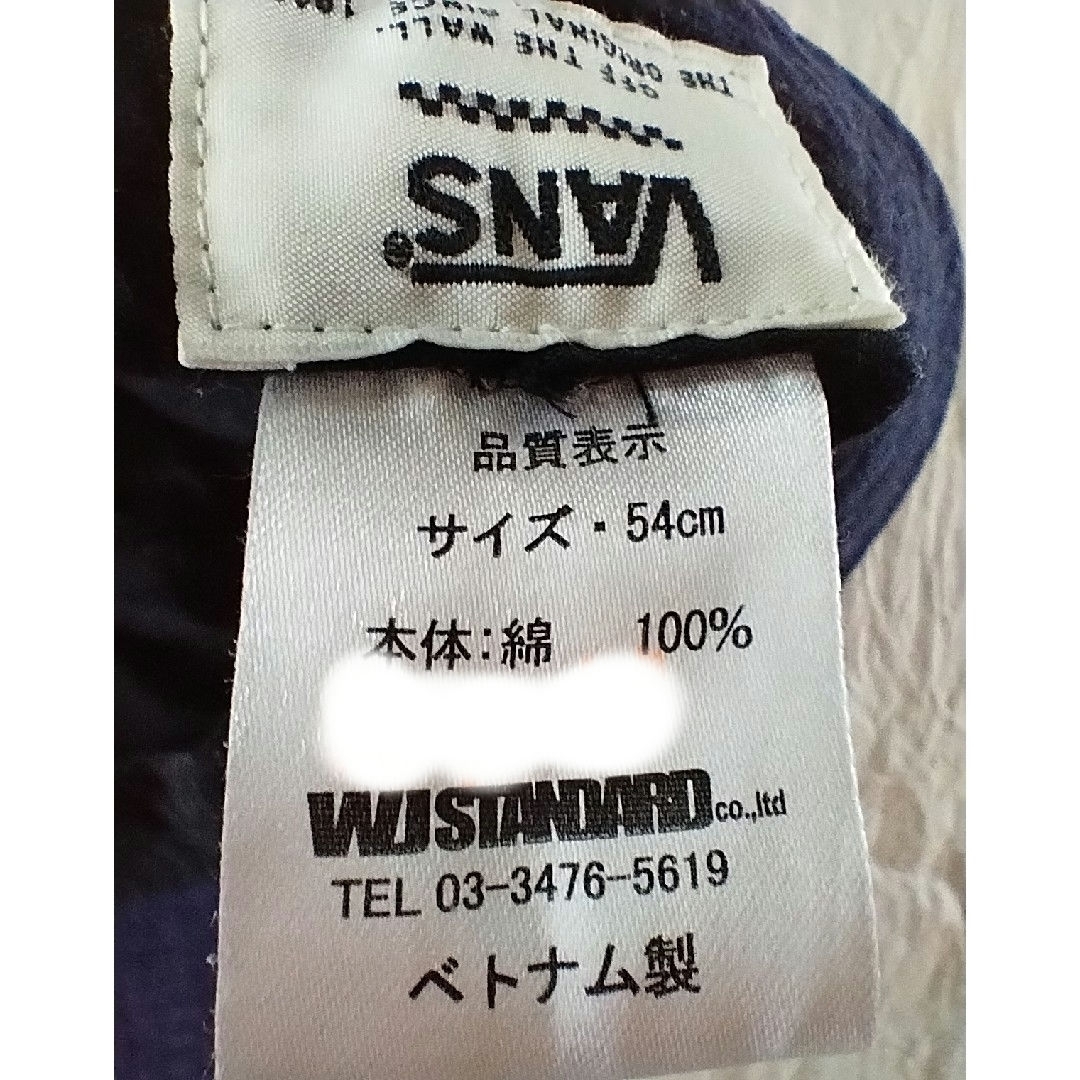 VANS®
OFF THE WALL.
THE ORIGINAL SINCE
品質表示
サイズ・54cm
本体:綿 100%
WJSTANDARD co.,ltd
TEL 03-3476-5619
ベトナム製